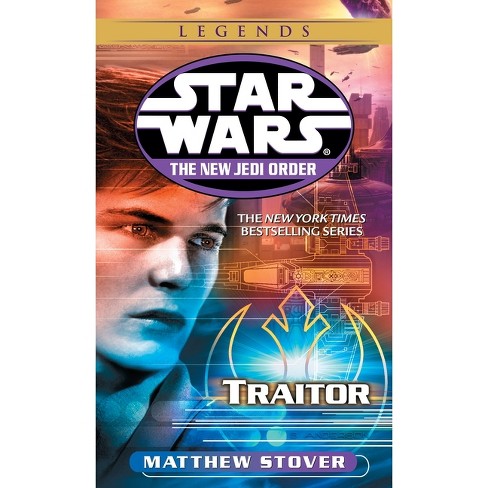 LEGENDS
STAR
WARS®
THE NEW JEDI ORDER
THE NEW YORK TIMES
BESTSELLING SERIES
TRAITOR
MATTHEW STOVER